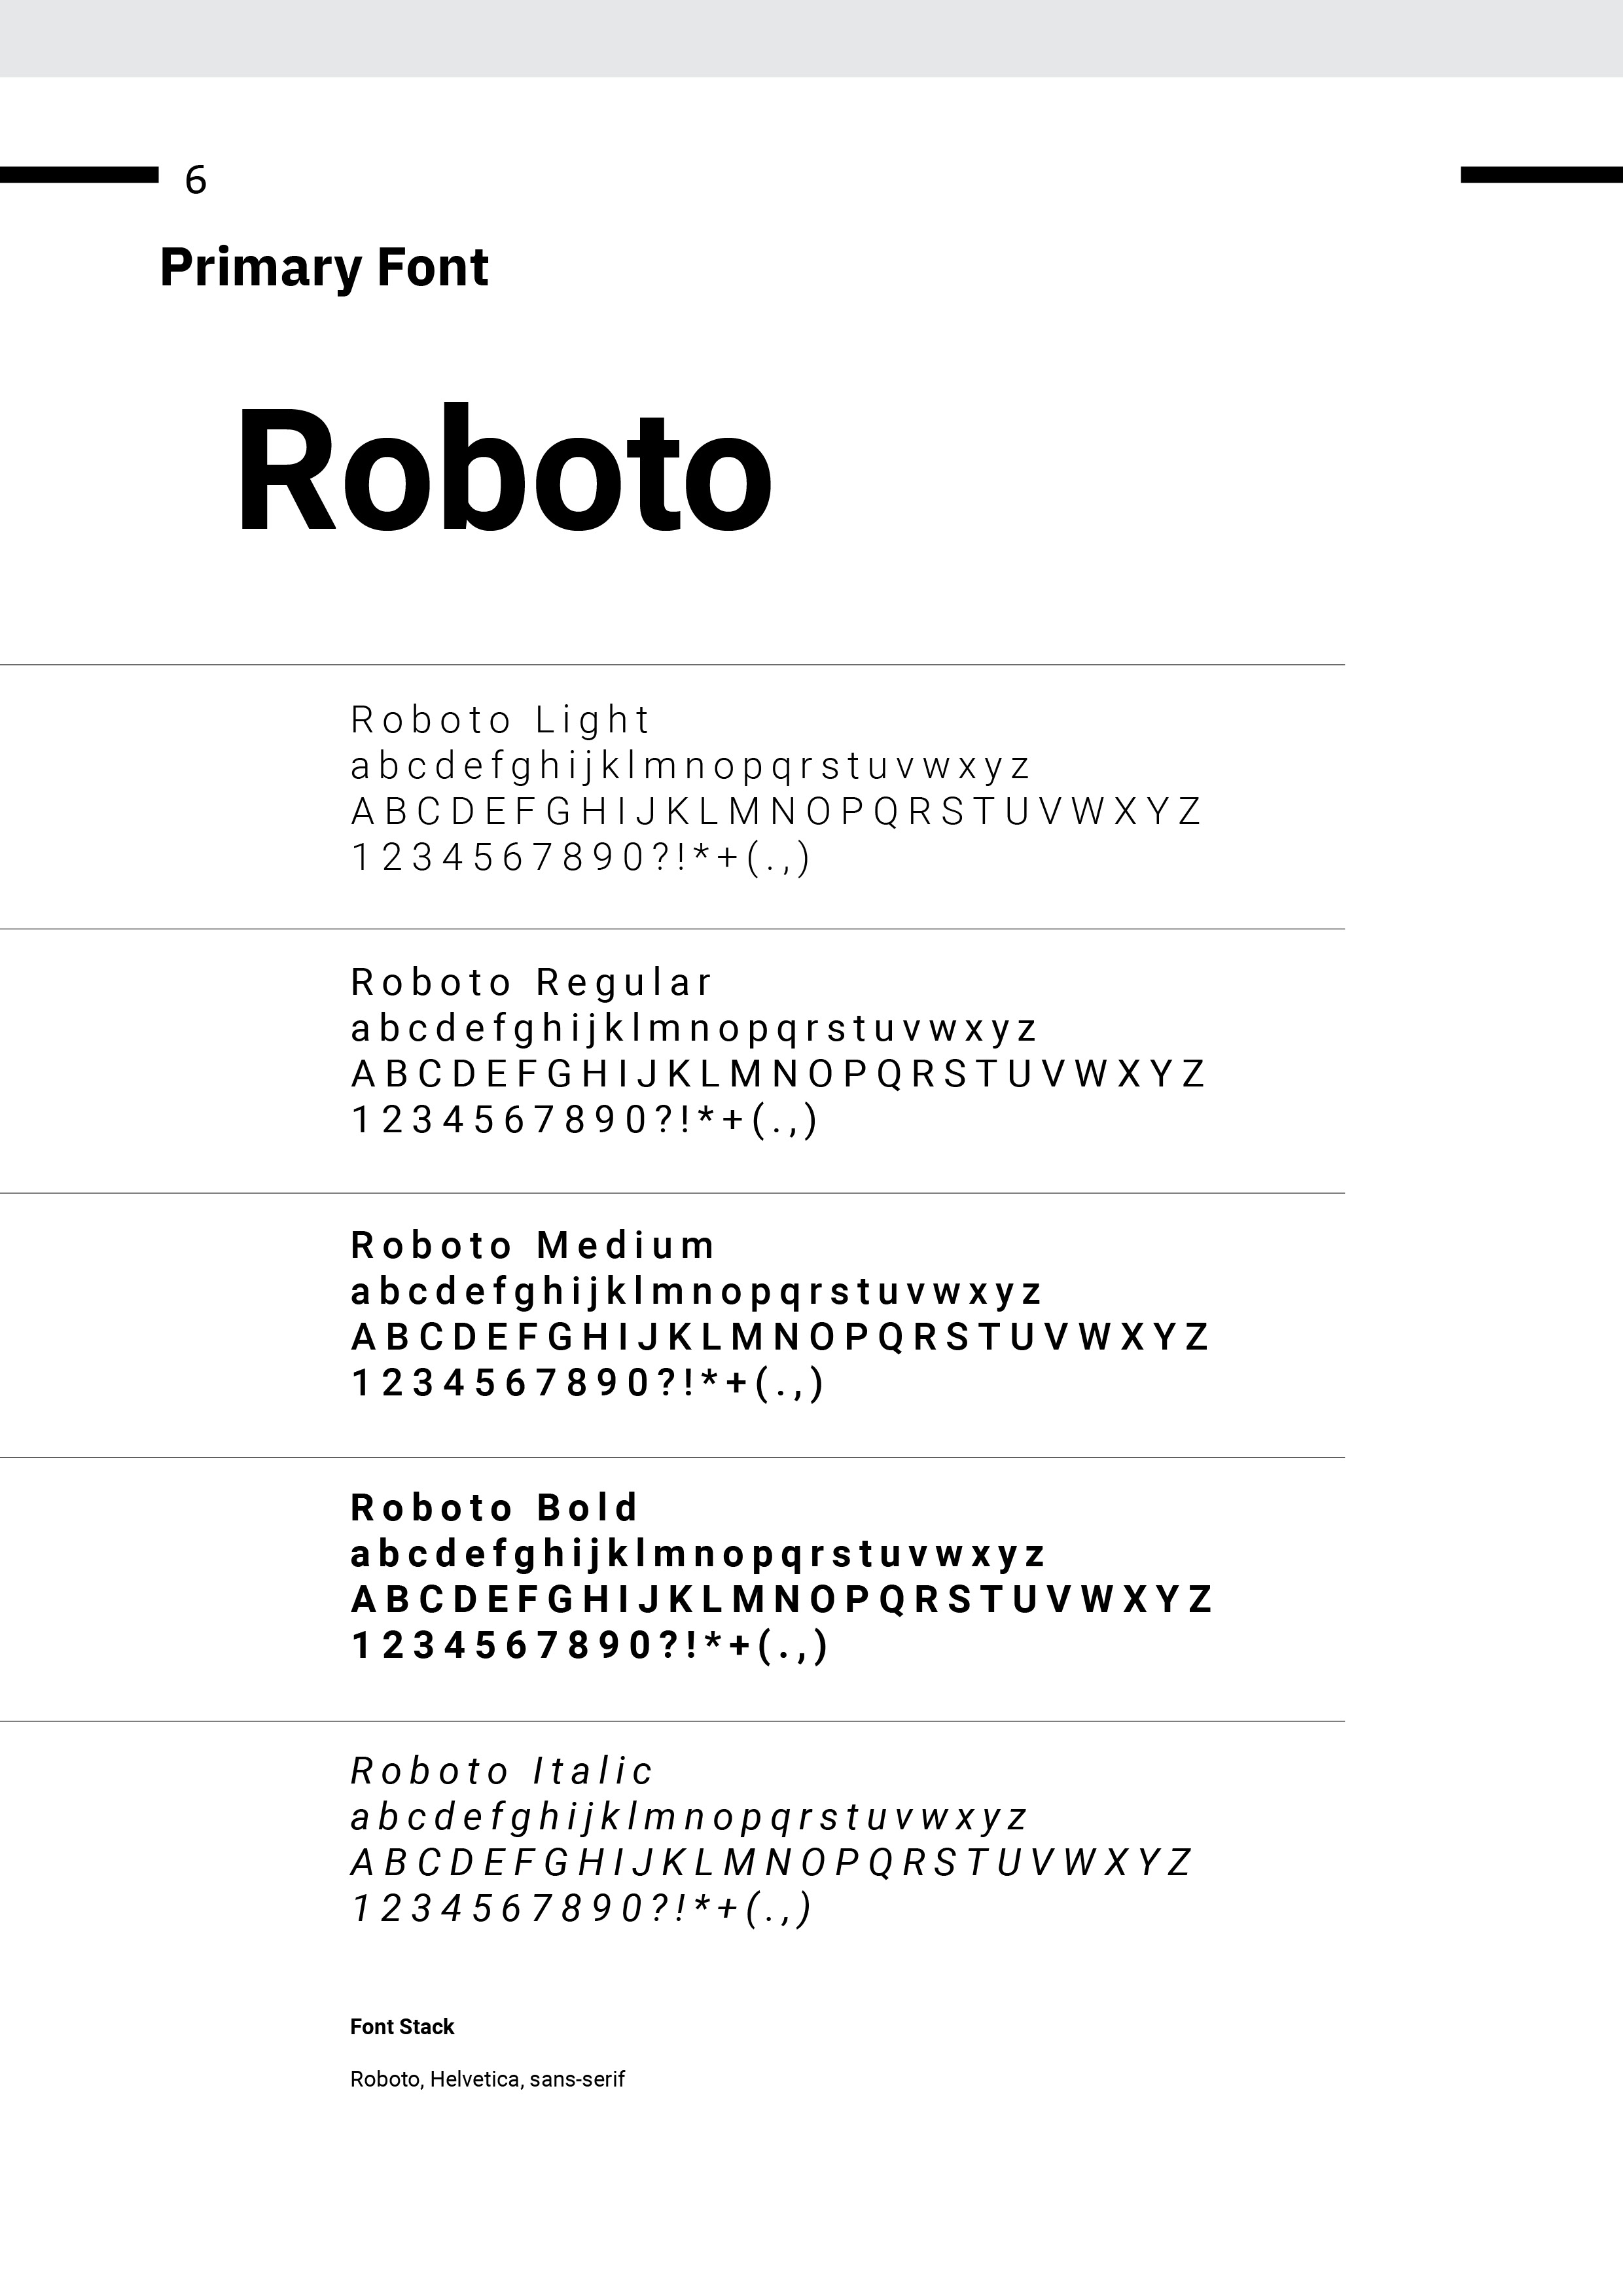 6
Primary Font
Roboto
Roboto Light
abcdefghijklmnopqrstuvwxyz
ABCDEFGHIJKLMNOPQRSTUVWXYZ
1234567890?!*+(.,)
Roboto Regular
abcdefghijklmnopqrstuvwxyz
ABCDEFGHIJKLMNOPQRSTUVWXYZ
1234567890?!*+(.,)
Roboto Medium
abcdefghijklmnopqrstuvwxyz
ABCDEFGHIJKLMNOPQRSTUVWXYZ
1234567890?!*+(.,)
Roboto Bold
abcdefghijklmnopqrstuvwxyz
ABCDEFGHIJKLMNOPQRSTUVWXYZ
1234567890?!*+(.,)
Roboto Italic
abcdefghijklmnopqrstuvwxyz
ABCDEFGHIJKLMNOPQRSTUVWXYZ
1234567890?!*+(.,)
Font Stack
Roboto, Helvetica, sans-serif